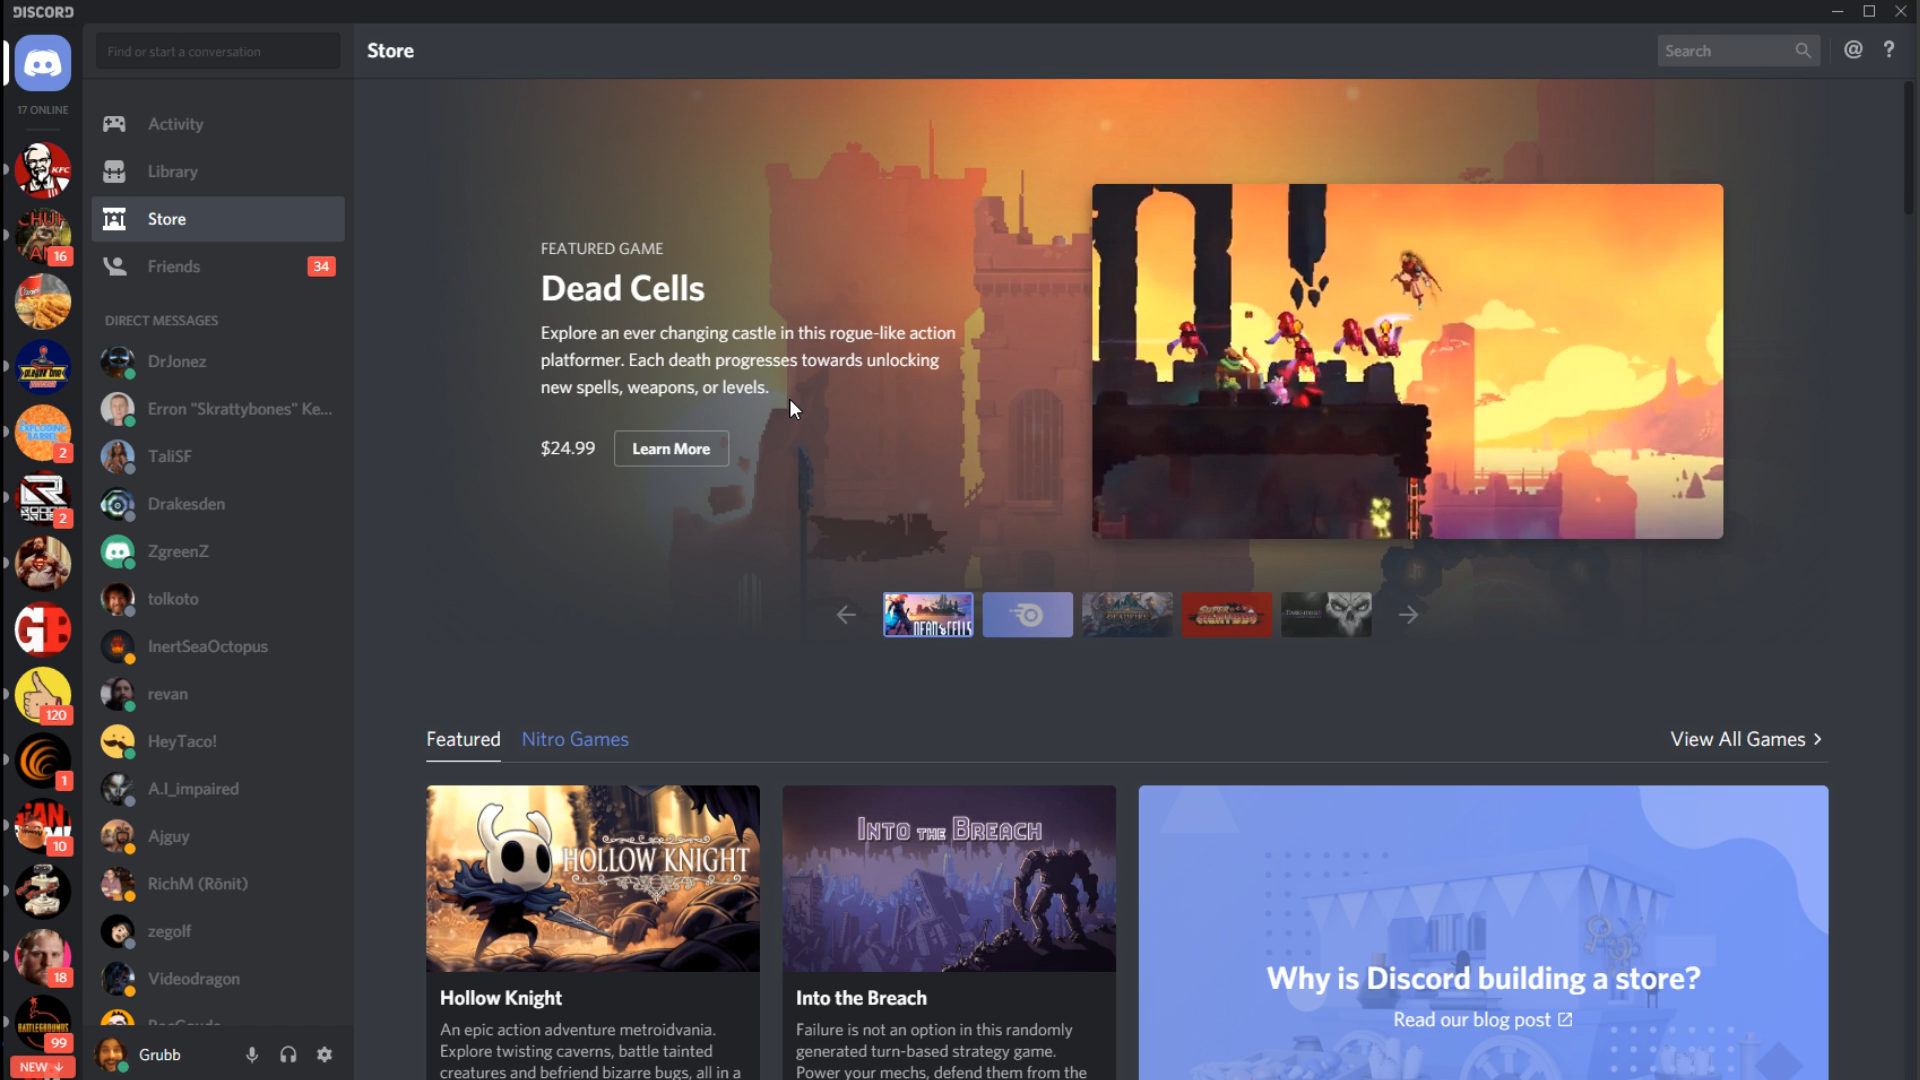 DISCORD
Find or start a conversation
Store
Search
@
?
17 ONLINE
KFC
16
2
2
GB
120
1
10
18
99
NEW ↓
Activity
Library
Store
Friends
34
DIRECT MESSAGES
DrJonez
Erron "Skrattybones" Ke...
TaliSF
Drakesden
ZgreenZ
tolkoto
InertSeaOctopus
revan
HeyTaco!
A.I_impaired
Ajguy
RichM (Rōnit)
zegolf
Videodragon
Grubb
FEATURED GAME
Dead Cells
Explore an ever changing castle in this rogue-like action
platformer. Each death progresses towards unlocking
new spells, weapons, or levels.
$24.99
Learn More
DEAD CELLS
Featured
Nitro Games
View All Games
HOLLOW KNIGHT
Hollow Knight
An epic action adventure metroidvania.
Explore twisting caverns, battle tainted
creatures and befriend bizarre bugs, all in a
INTO THE BREACH
Into the Breach
Failure is not an option in this randomly
generated turn-based strategy game.
Power your mechs, defend them from the
Why is Discord building a store?
Read our blog post